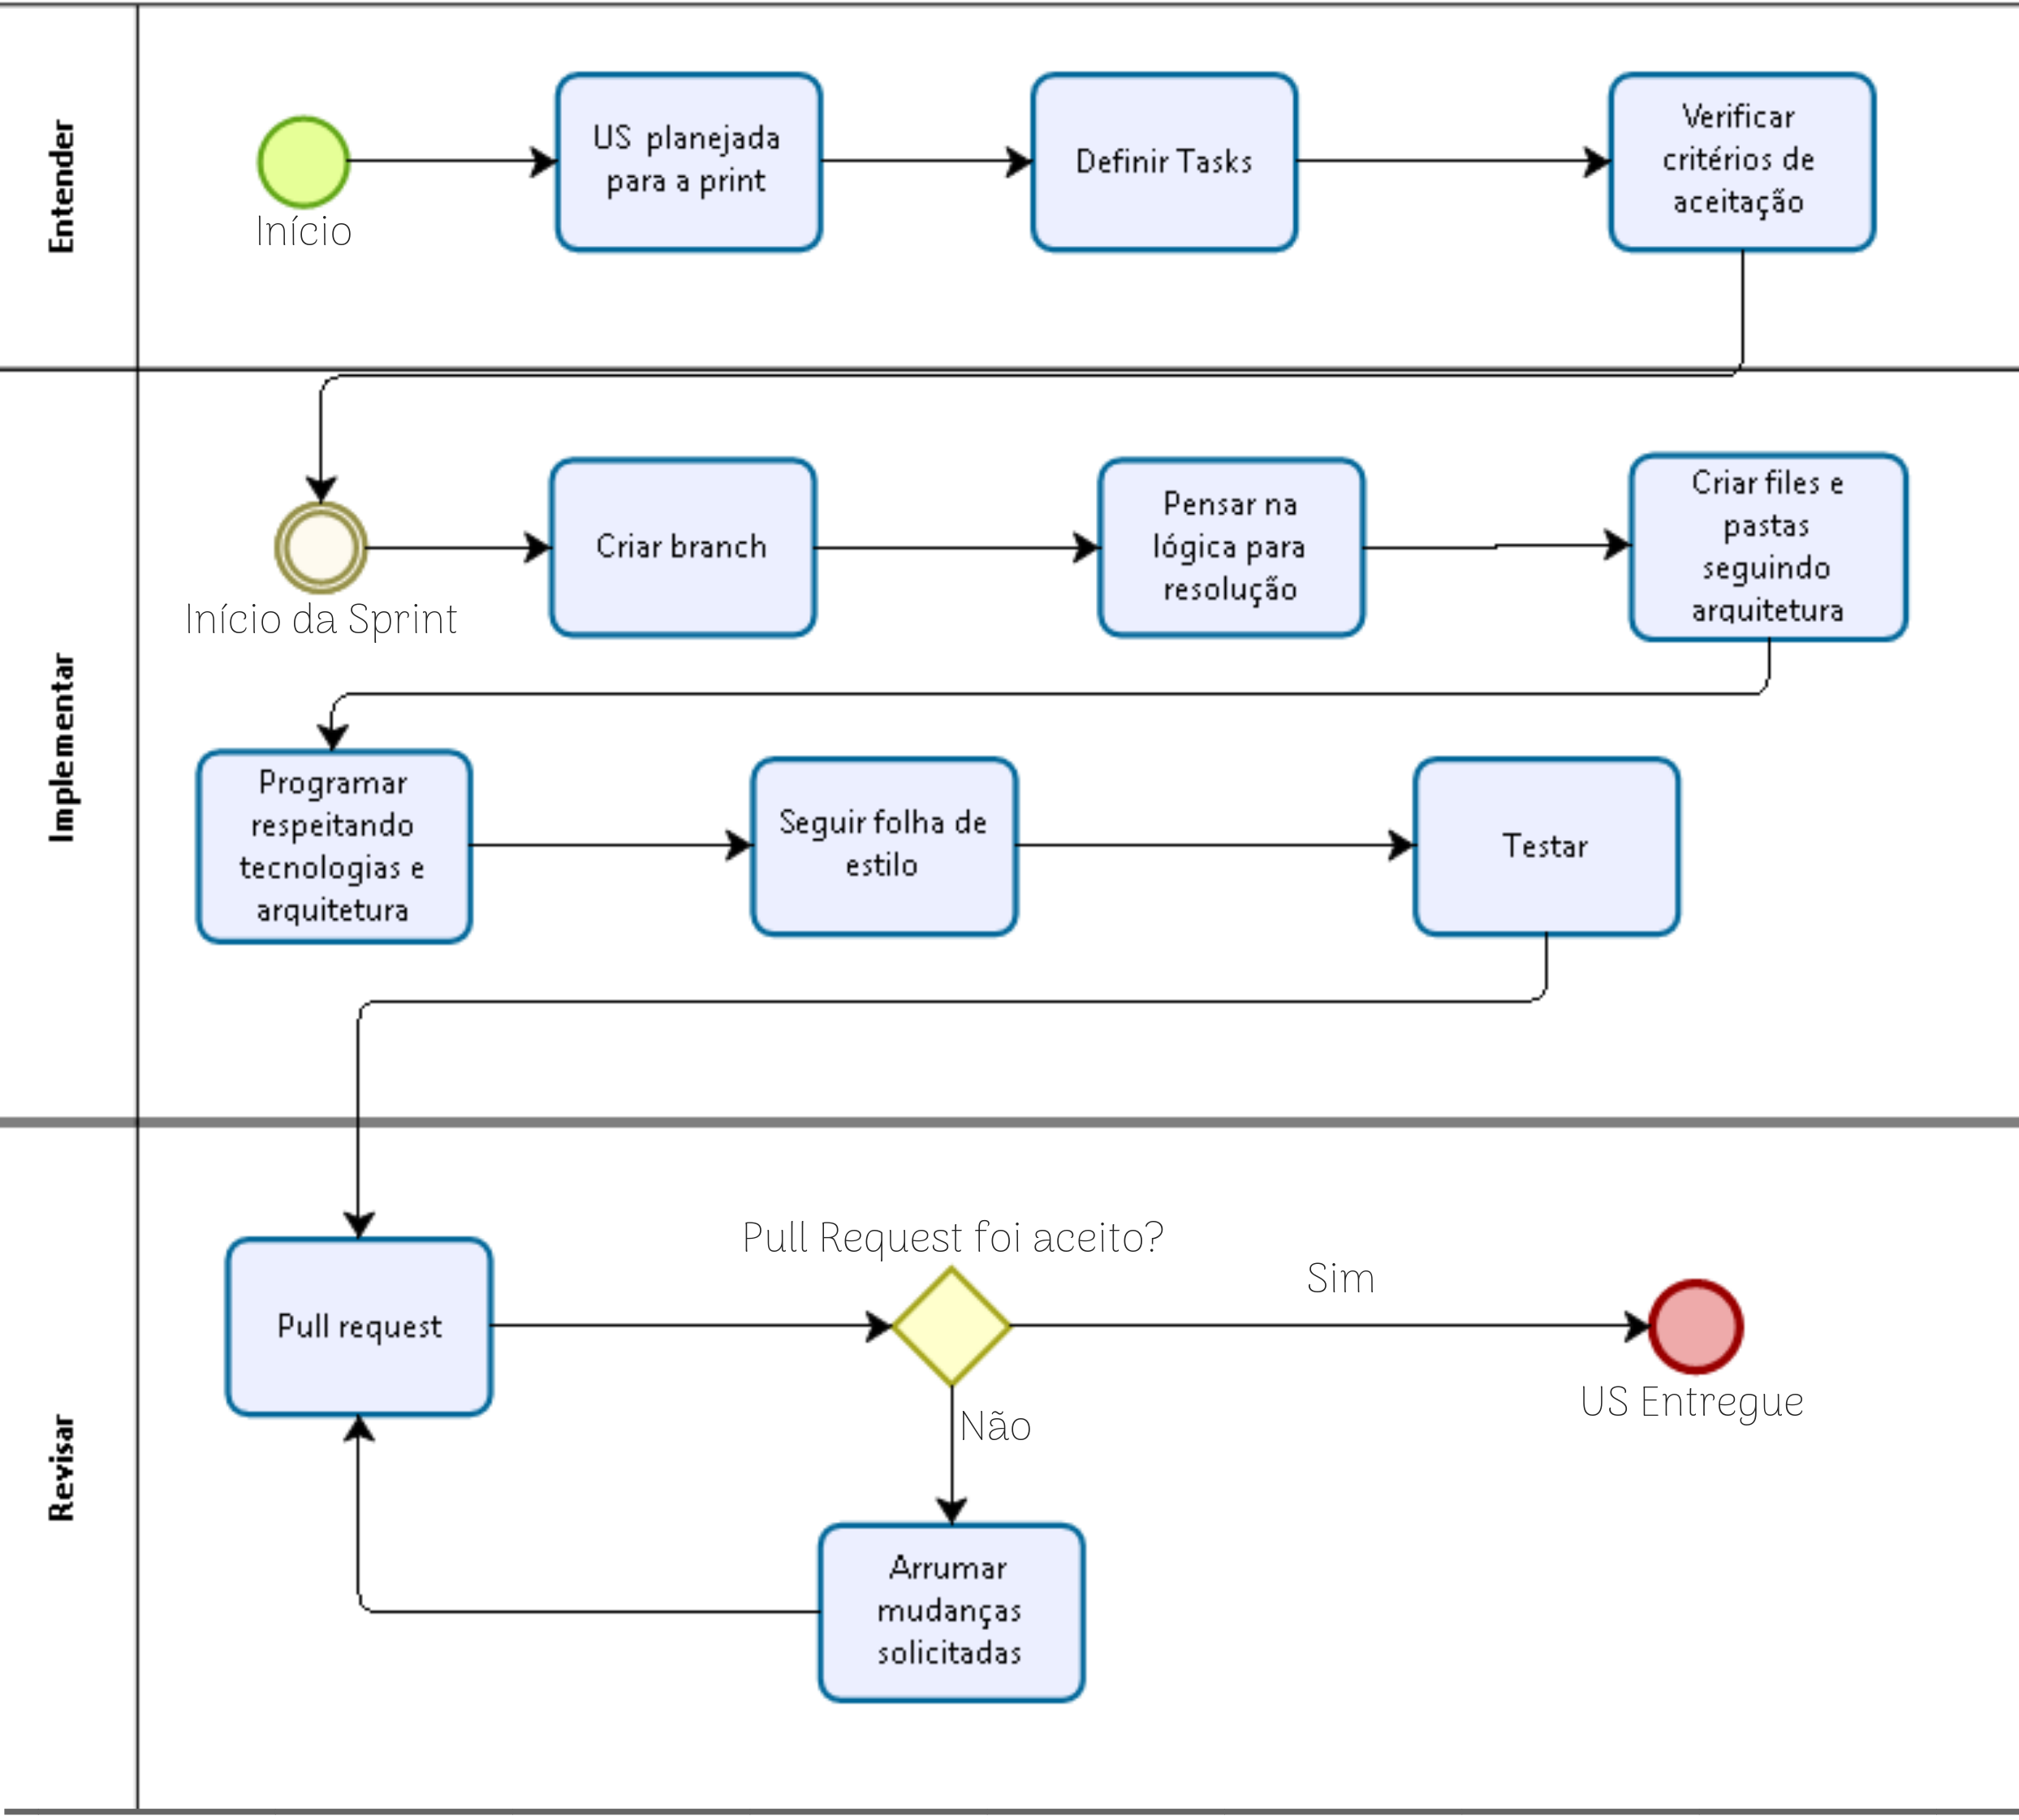 Entender
Início
US planejada
para a print
Definir Tasks
Verificar
critérios de
aceitação
Implementar
Início da Sprint
Criar branch
Pensar na
lógica para
resolução
Criar files e
pastas
seguindo
arquitetura
Programar
respeitando
tecnologias e
arquitetura
Seguir folha de
estilo
Testar
Revisar
Pull request
Pull Request foi aceito?
Sim
US Entregue
Não
Arrumar
mudanças
solicitadas